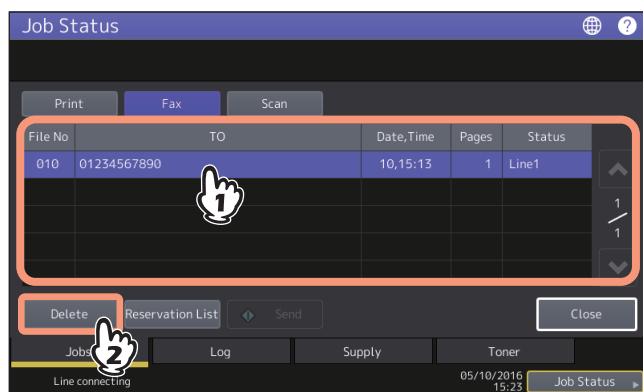 Job Status
?
Print Fax Scan
File No TO Date,Time Pages Status
010 01234567890 10,15:13 1 Line1
1
1
1
Delete Reservation List Send Close
2
Jobs Log Supply Toner
Line connecting 05/10/2016 15:23 Job Status